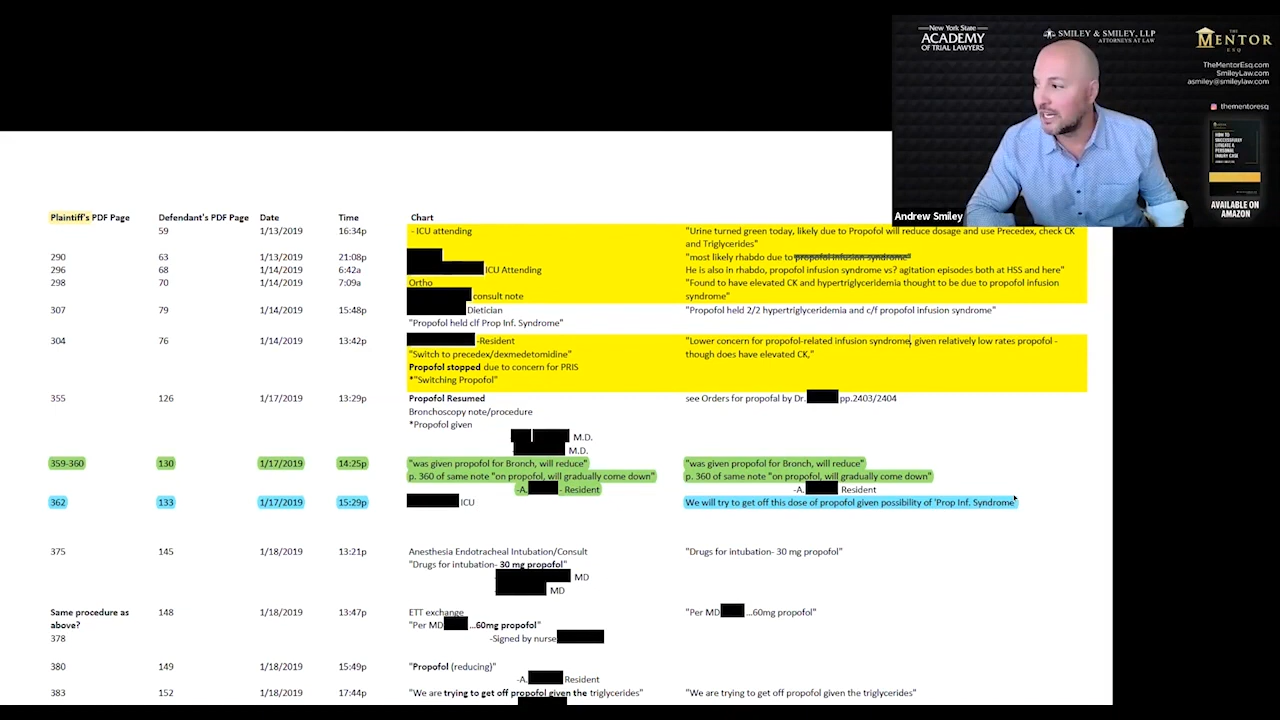 New York State
ACADEMY
OF TRIAL LAWYERS
SMILEY & SMILEY, LLP
ATTORNEYS AT LAW
THE
MENTOR
ESQ
TheMentorEsq.com
SmileyLaw.com
asmiley@smileylaw.com
thementoresq
HOW TO
SUCCESSFULLY
LITIGATE A
PERSONAL
INJURY CASE
AVAILABLE ON
AMAZON
Andrew Smiley
Plaintiff's PDF Page Defendant's PDF Page Date Time Chart
59 1/13/2019 16:34p - ICU attending "Urine turned green today, likely due to Propofol will reduce dosage and use Precedex, check CK
and Triglycerides"
290 63 1/13/2019 21:08p "most likely rhabdo due to propofol infusion syndrome"
296 68 1/14/2019 6:42a ICU Attending He is also in rhabdo, propofol infusion syndrome vs? agitation episodes both at HSS and here"
298 70 1/14/2019 7:09a Ortho "Found to have elevated CK and hypertriglyceridemia thought to be due to propofol infusion
consult note syndrome"
307 79 1/14/2019 15:48p Dietician "Propofol held 2/2 hypertriglyceridemia and c/f propofol infusion syndrome"
"Propofol held clf Prop Inf. Syndrome"
304 76 1/14/2019 13:42p -Resident "Lower concern for propofol-related infusion syndrome, given relatively low rates propofol -
"Switch to precedex/dexmedetomidine" though does have elevated CK,"
Propofol stopped due to concern for PRIS
*"Switching Propofol"
355 126 1/17/2019 13:29p Propofol Resumed see Orders for propofal by Dr. pp.2403/2404
Bronchoscopy note/procedure
*Propofol given
M.D.
M.D.
359-360 130 1/17/2019 14:25p "was given propofol for Bronch, will reduce" "was given propofol for Bronch, will reduce"
p. 360 of same note "on propofol, will gradually come down" p. 360 of same note "on propofol, will gradually come down"
-A. - Resident -A. Resident
362 133 1/17/2019 15:29p ICU We will try to get off this dose of propofol given possibility of 'Prop Inf. Syndrome'
375 145 1/18/2019 13:21p Anesthesia Endotracheal Intubation/Consult "Drugs for intubation- 30 mg propofol"
"Drugs for intubation- 30 mg propofol"
MD
MD
Same procedure as 148 1/18/2019 13:47p ETT exchange "Per MD ...60mg propofol"
above? "Per MD ...60mg propofol"
378 -Signed by nurse
380 149 1/18/2019 15:49p "Propofol (reducing)"
-A. Resident
383 152 1/18/2019 17:44p "We are trying to get off propofol given the triglycerides" "We are trying to get off propofol given the triglycerides"